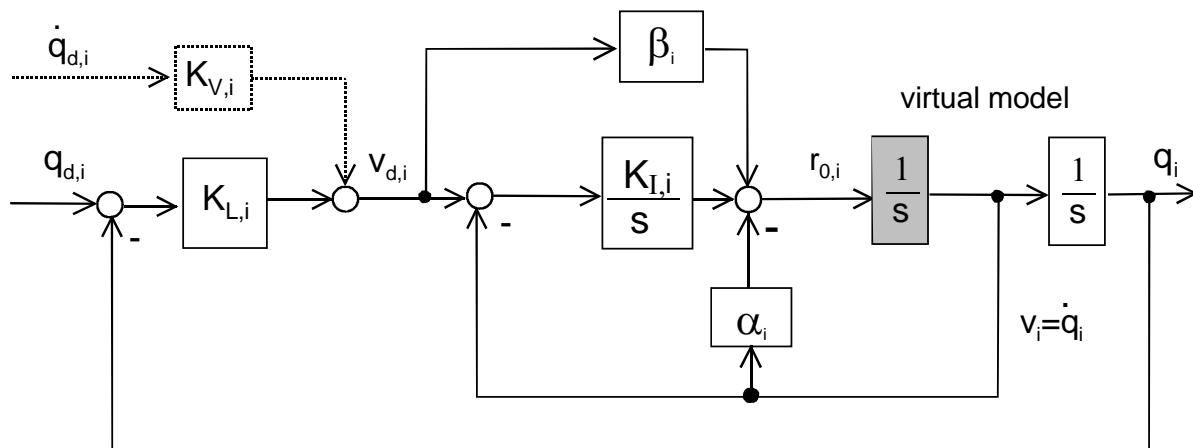 q̇d,i
KV,i
βi
virtual model
qd,i
KL,i
vd,i
KI,i
s
r0,i
1
s
1
s
qi
-
-
-
αi
vi=q̇i